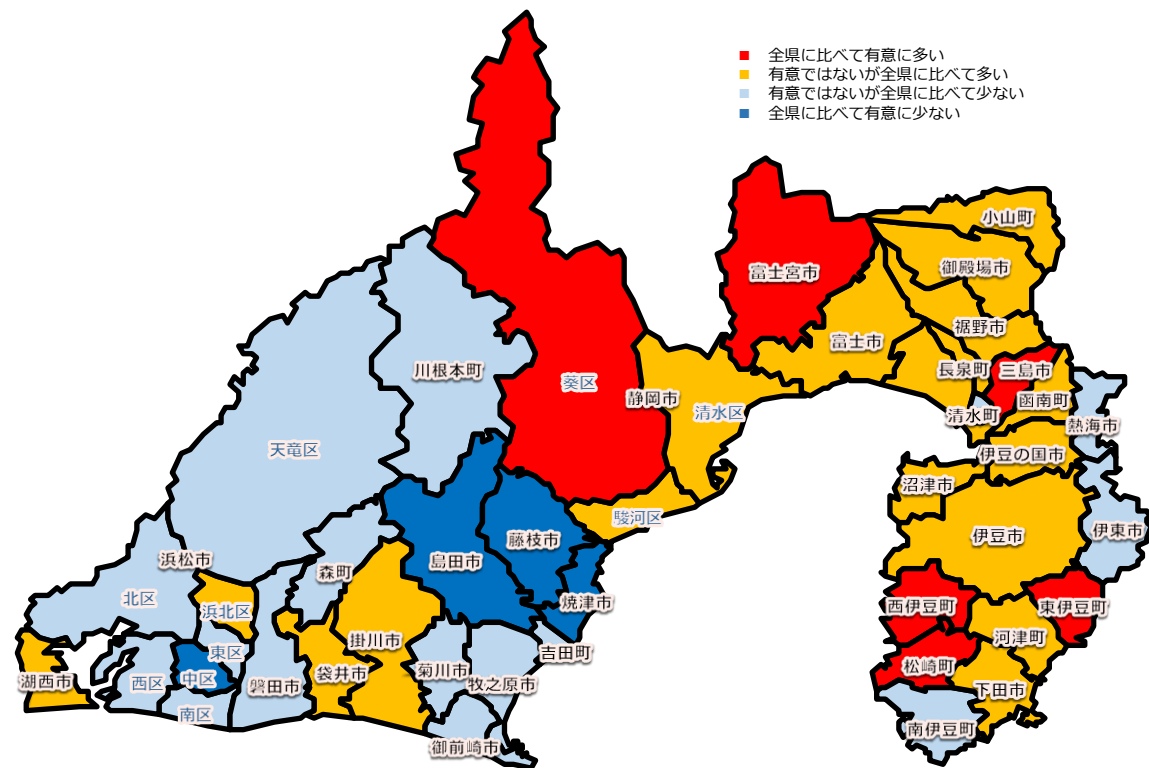 ■ 全県に比べて有意に多い
■ 有意ではないが全県に比べて多い
■ 有意ではないが全県に比べて少ない
■ 全県に比べて有意に少ない
小山町
御殿場市
富士宮市
裾野市
富士市
川根本町
長泉町
三島市
葵区
静岡市
函南町
清水区
清水町
熱海市
天竜区
伊豆の国市
沼津市
駿河区
伊東市
藤枝市
伊豆市
浜松市
島田市
森町
北区
浜北区
焼津市
西伊豆町
東伊豆町
掛川市
河津町
東区
吉田町
松崎町
湖西市
西区
中区
磐田市
袋井市
菊川市
牧之原市
下田市
南区
南伊豆町
御前崎市